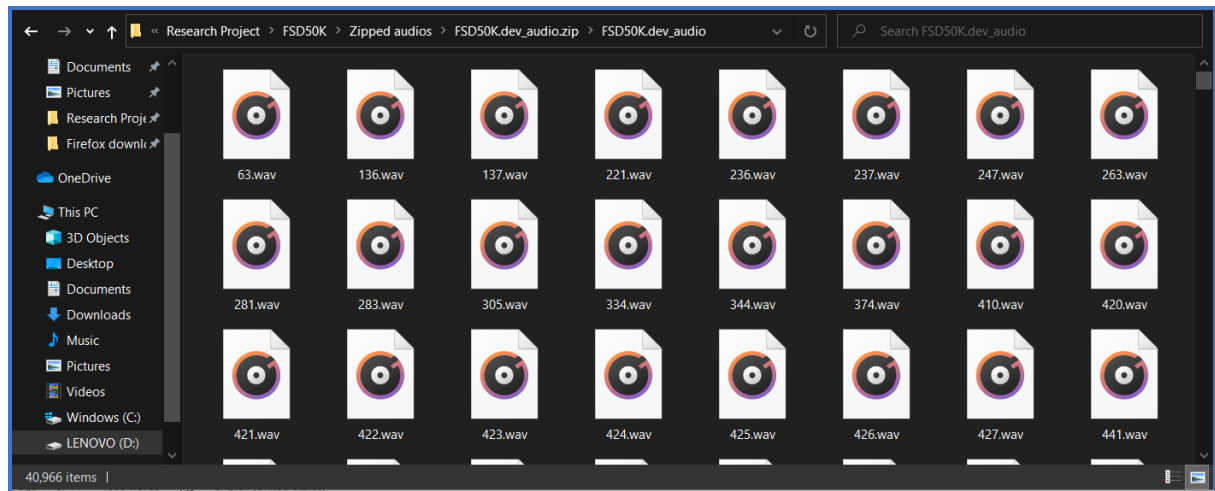 « Research Project > FSD50K > Zipped audios > FSD50K.dev_audio.zip > FSD50K.dev_audio
Search FSD50K.dev_audio
Documents
Pictures
Research Proje
Firefox downlo
OneDrive
This PC
3D Objects
Desktop
Documents
Downloads
Music
Pictures
Videos
Windows (C:)
LENOVO (D:)
63.wav 136.wav 137.wav 221.wav 236.wav 237.wav 247.wav 263.wav
281.wav 283.wav 305.wav 334.wav 344.wav 374.wav 410.wav 420.wav
421.wav 422.wav 423.wav 424.wav 425.wav 426.wav 427.wav 441.wav
40,966 items